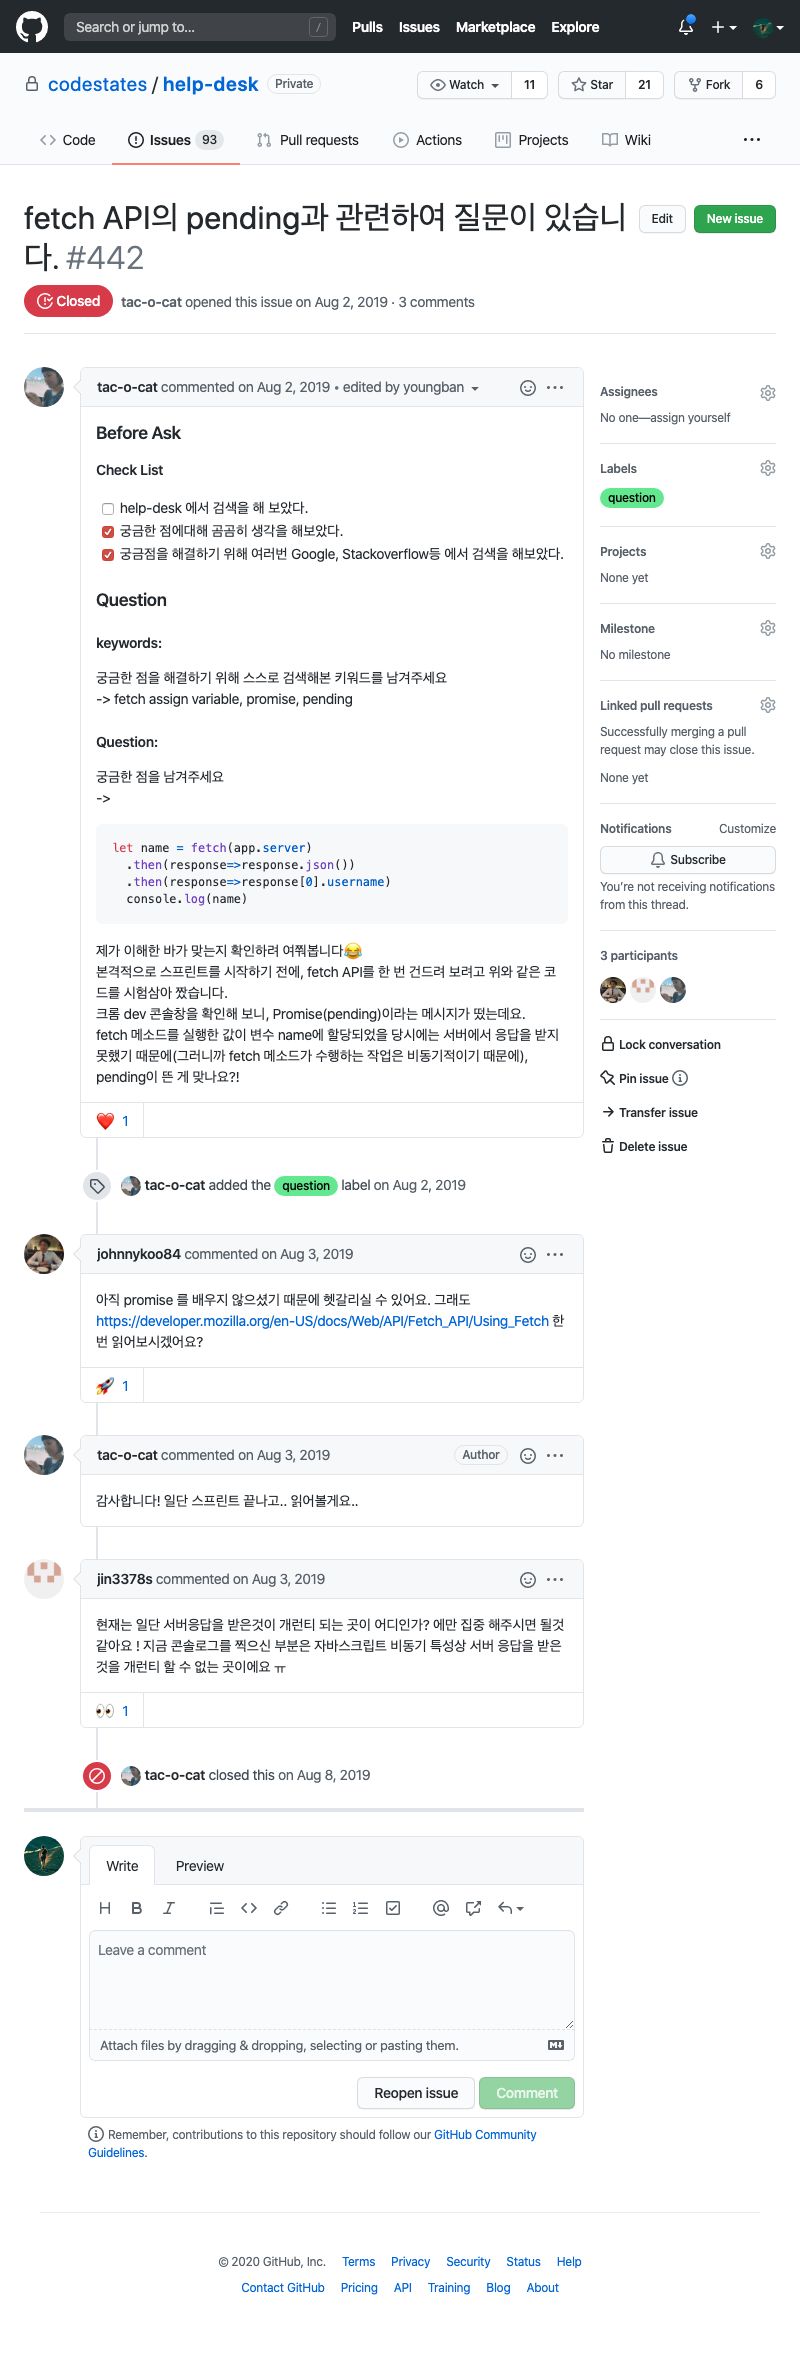 Search or jump to...
/
Pulls
Issues
Marketplace
Explore
codestates / help-desk
Private
Watch
11
Star
21
Fork
6
Code
Issues 93
Pull requests
Actions
Projects
Wiki
fetch API의 pending과 관련하여 질문이 있습니
다. #442
Edit
New issue
Closed
tac-o-cat opened this issue on Aug 2, 2019 · 3 comments
tac-o-cat commented on Aug 2, 2019 • edited by youngban
Before Ask
Check List
help-desk 에서 검색을 해 보았다.
궁금한 점에대해 곰곰히 생각을 해보았다.
궁금점을 해결하기 위해 여러번 Google, Stackoverflow등 에서 검색을 해보았다.
Question
keywords:
궁금한 점을 해결하기 위해 스스로 검색해본 키워드를 남겨주세요
-> fetch assign variable, promise, pending
Question:
궁금한 점을 남겨주세요
->
let name = fetch(app.server)
.then(response=>response.json())
.then(response=>response[0].username)
console.log(name)
제가 이해한 바가 맞는지 확인하려 여쭤봅니다😂
본격적으로 스프린트를 시작하기 전에, fetch API를 한 번 건드려 보려고 위와 같은 코
드를 시험삼아 짰습니다.
크롬 dev 콘솔창을 확인해 보니, Promise(pending)이라는 메시지가 떴는데요.
fetch 메소드를 실행한 값이 변수 name에 할당되었을 당시에는 서버에서 응답을 받지
못했기 때문에(그러니까 fetch 메소드가 수행하는 작업은 비동기적이기 때문에),
pending이 뜬 게 맞나요?!
❤️ 1
tac-o-cat added the question label on Aug 2, 2019
johnnykoo84 commented on Aug 3, 2019
아직 promise 를 배우지 않으셨기 때문에 헷갈리실 수 있어요. 그래도
https://developer.mozilla.org/en-US/docs/Web/API/Fetch_API/Using_Fetch 한
번 읽어보시겠어요?
🚀 1
tac-o-cat commented on Aug 3, 2019
Author
감사합니다! 일단 스프린트 끝나고.. 읽어볼게요..
jin3378s commented on Aug 3, 2019
현재는 일단 서버응답을 받은것이 개런티 되는 곳이 어디인가? 에만 집중 해주시면 될것
같아요 ! 지금 콘솔로그를 찍으신 부분은 자바스크립트 비동기 특성상 서버 응답을 받은
것을 개런티 할 수 없는 곳이에요 ㅠ
👀 1
tac-o-cat closed this on Aug 8, 2019
Write
Preview
Leave a comment
Attach files by dragging & dropping, selecting or pasting them.
Reopen issue
Comment
Remember, contributions to this repository should follow our GitHub Community
Guidelines.
Assignees
No one—assign yourself
Labels
question
Projects
None yet
Milestone
No milestone
Linked pull requests
Successfully merging a pull
request may close this issue.
None yet
Notifications
Customize
Subscribe
You're not receiving notifications
from this thread.
3 participants
Lock conversation
Pin issue
Transfer issue
Delete issue
© 2020 GitHub, Inc.
Terms
Privacy
Security
Status
Help
Contact GitHub
Pricing
API
Training
Blog
About